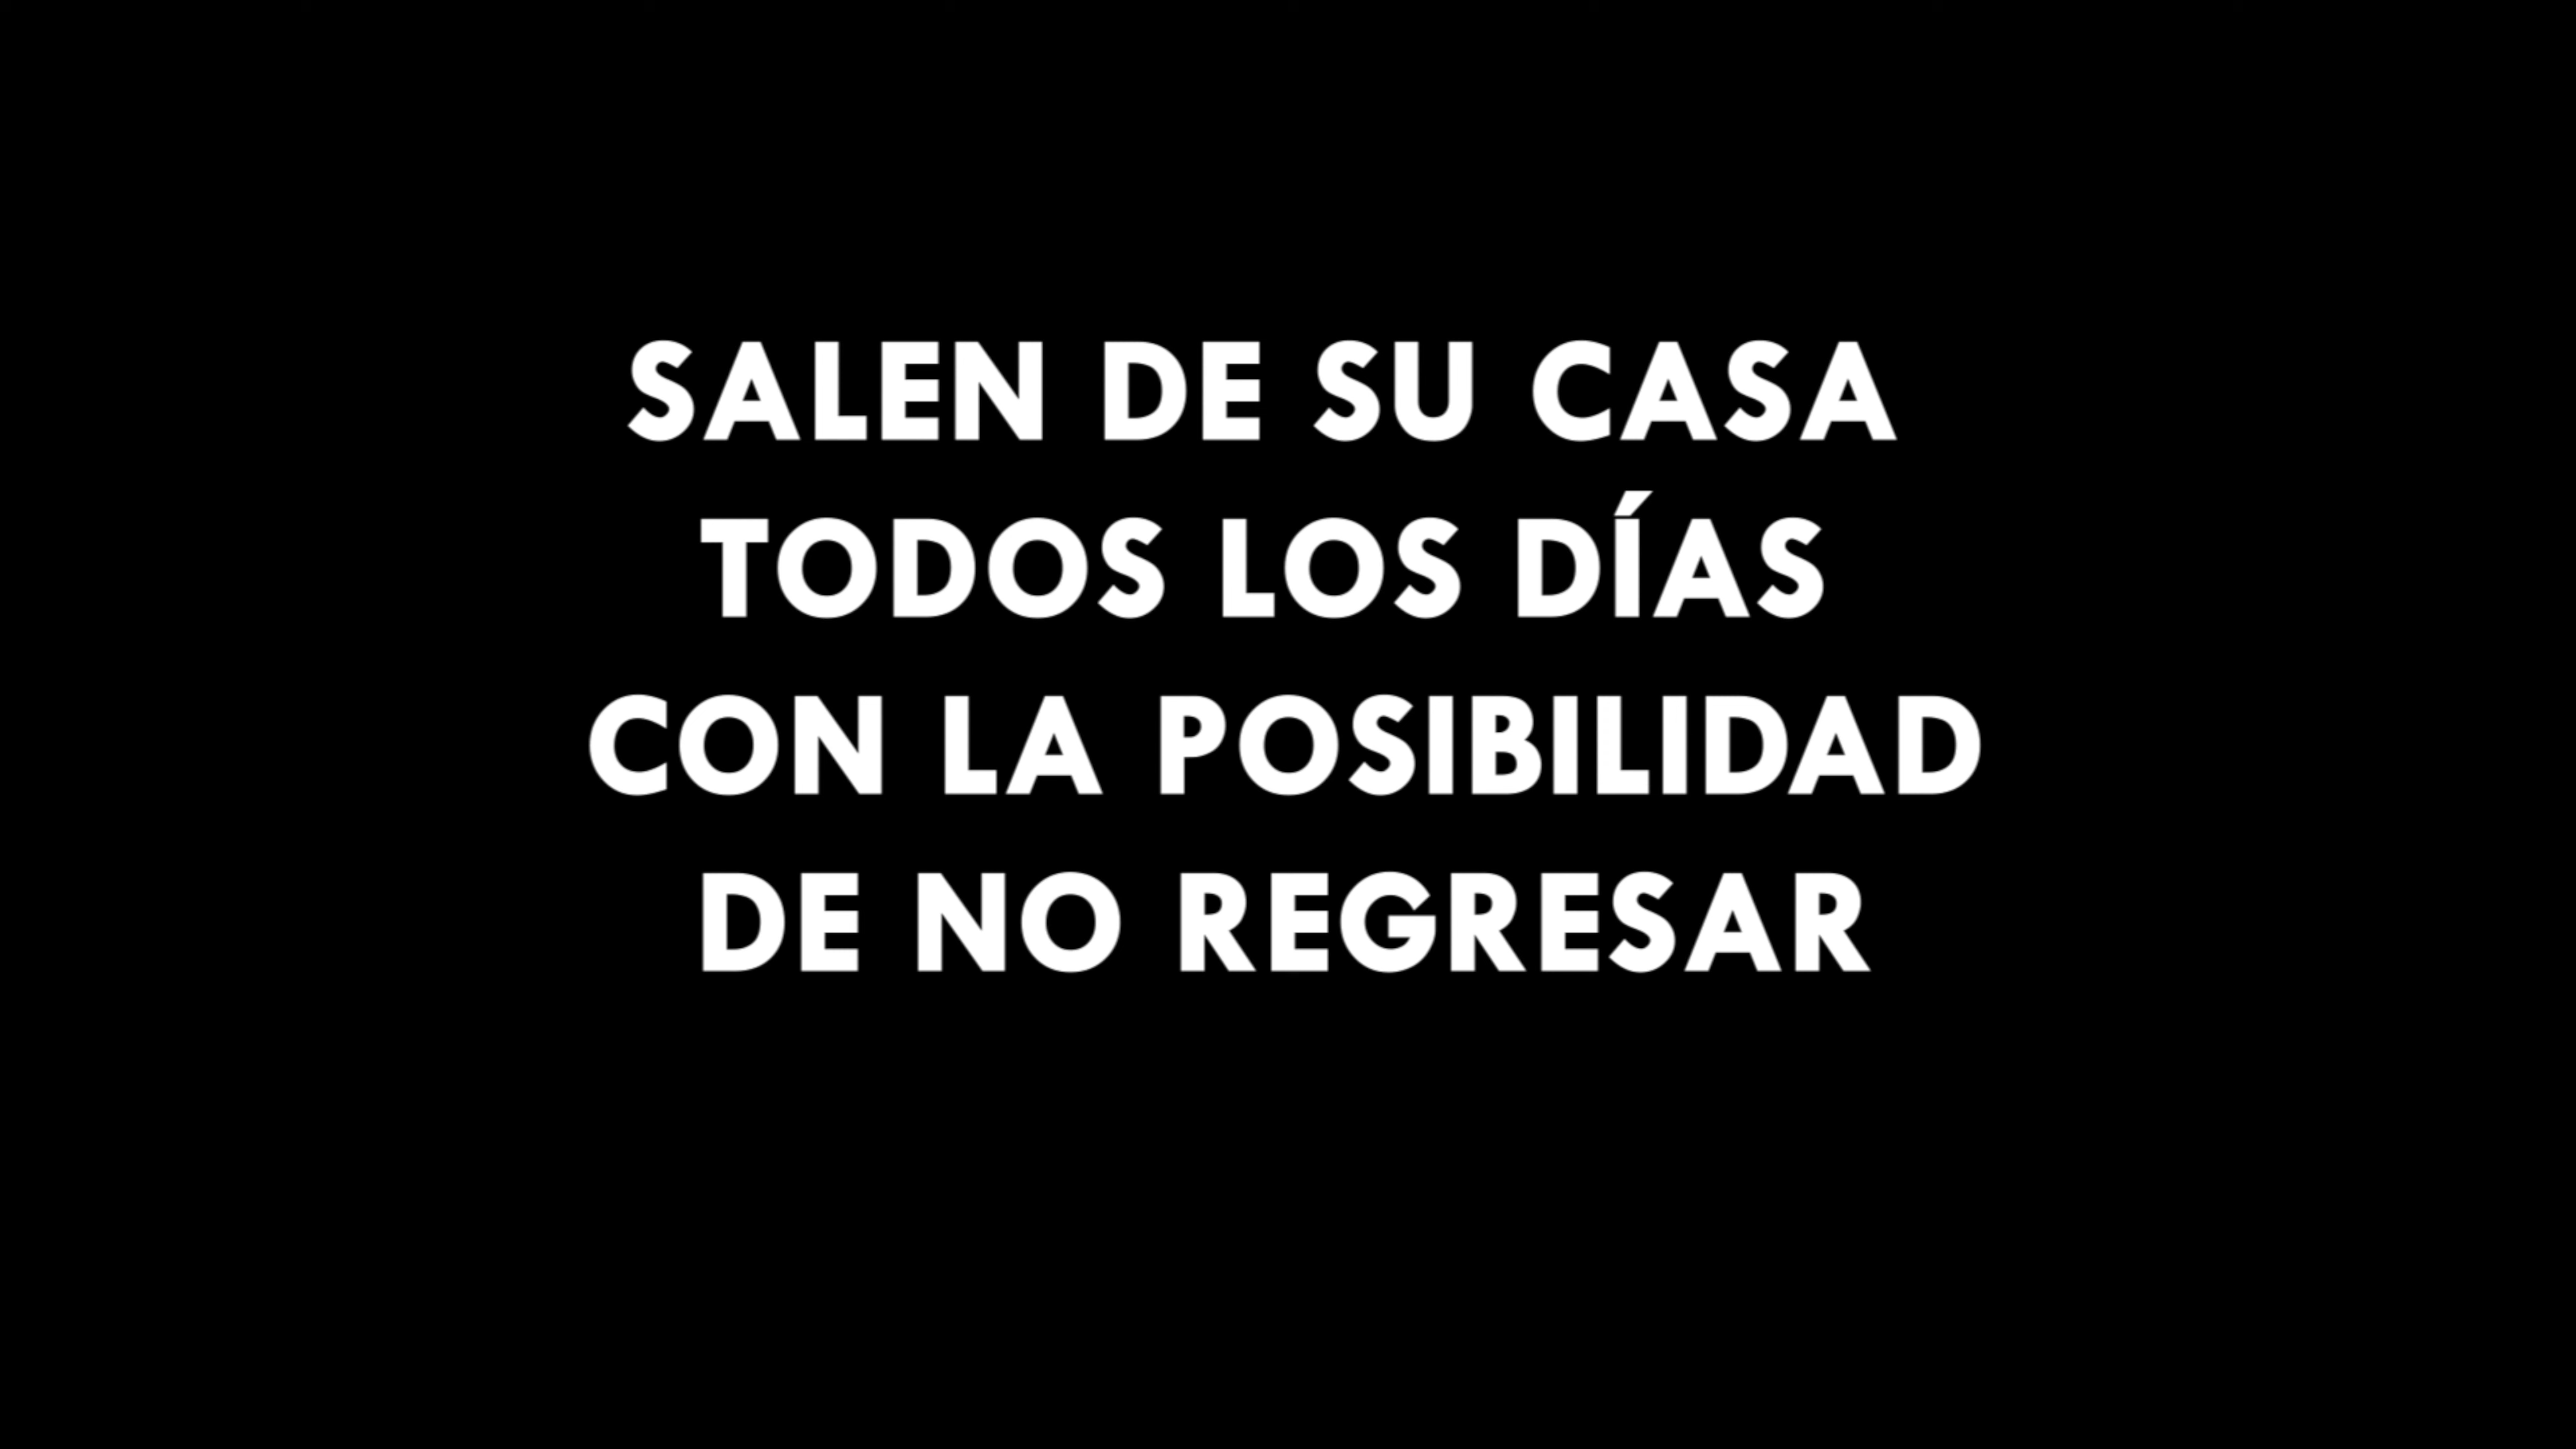 SALEN DE SU CASA
TODOS LOS DÍAS
CON LA POSIBILIDAD
DE NO REGRESAR